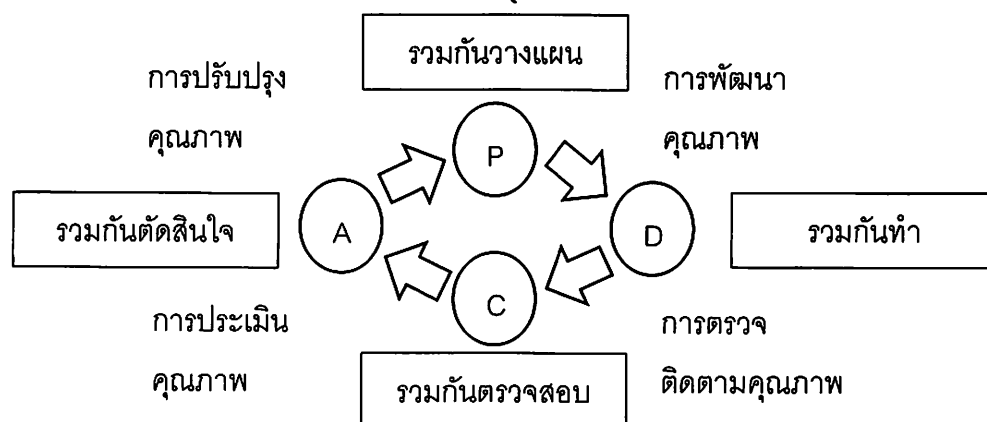 รวมกันวางแผน
การปรับปรุง
คุณภาพ
การพัฒนา
คุณภาพ
P
รวมกันตัดสินใจ
A
D
รวมกันทำ
C
การประเมิน
คุณภาพ
การตรวจ
ติดตามคุณภาพ
รวมกันตรวจสอบ